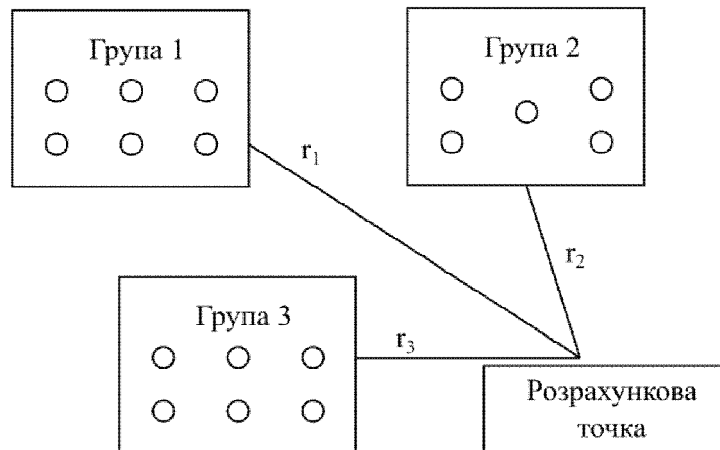 Група 1
Група 2
r₁
r₂
Група 3
r₃
Розрахункова
точка